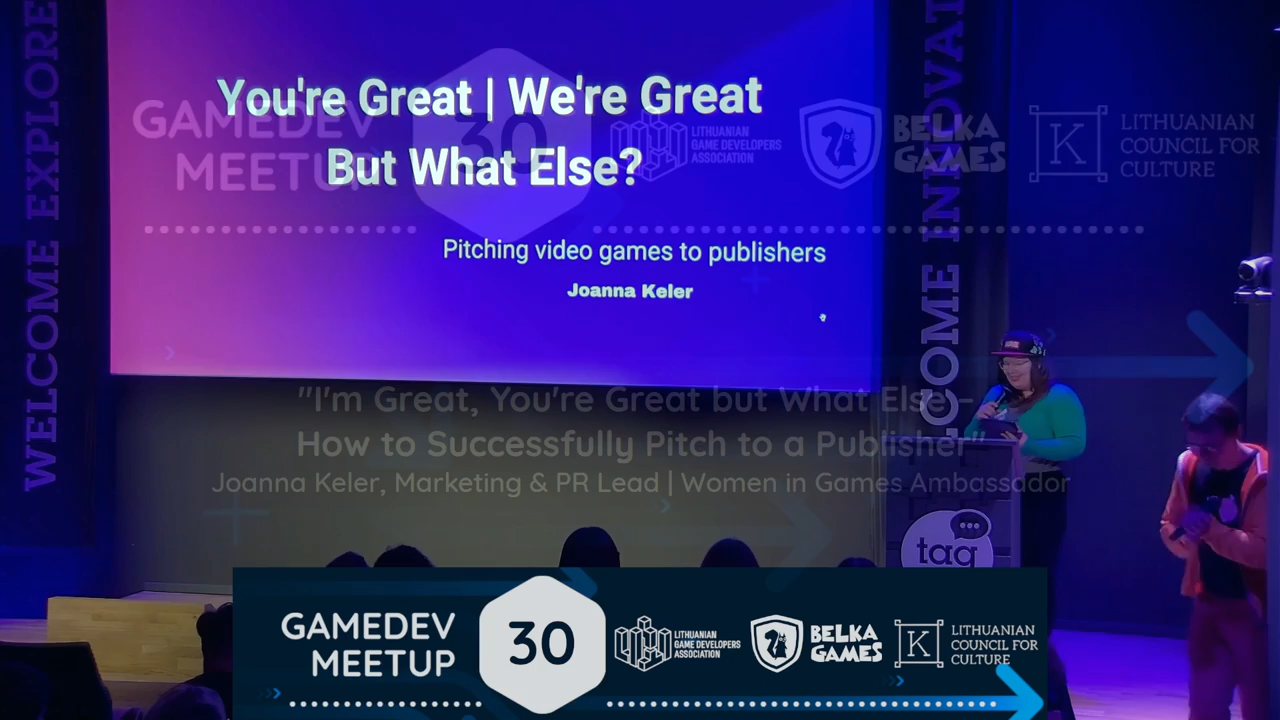 WELCOME EXPLORE
You're Great | We're Great
But What Else?
Pitching video games to publishers
Joanna Keler
GAMEDEV
MEETUP
30
LITHUANIAN
GAME DEVELOPERS
ASSOCIATION
BELKA
GAMES
K
LITHUANIAN
COUNCIL FOR
CULTURE
"I'm Great, You're Great but What Else –
How to Successfully Pitch to a Publisher"
Joanna Keler, Marketing & PR Lead | Women in Games Ambassador
tag
GAMEDEV
MEETUP
30
LITHUANIAN
GAME DEVELOPERS
ASSOCIATION
BELKA
GAMES
K
LITHUANIAN
COUNCIL FOR
CULTURE